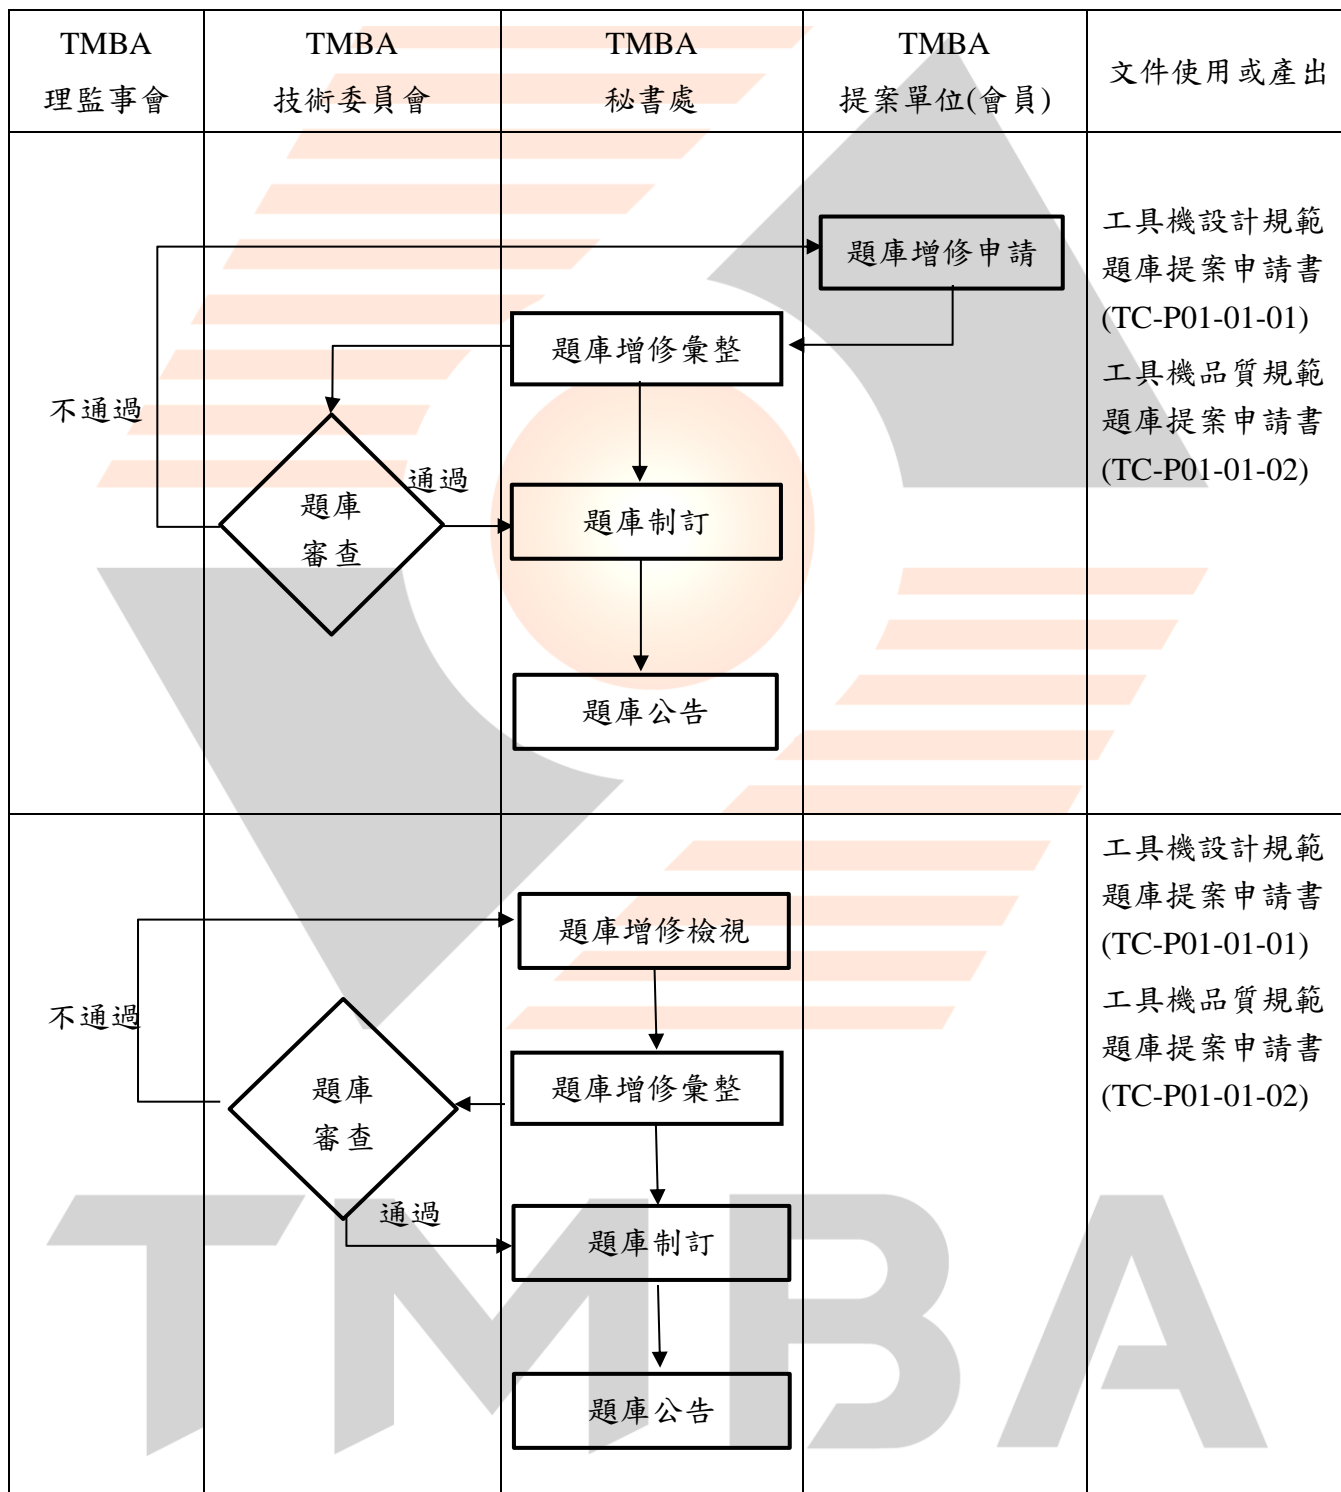 TMBA
理監事會
TMBA
技術委員會
TMBA
秘書處
TMBA
提案單位(會員)
文件使用或產出
題庫增修申請
題庫增修彙整
不通過
通過
題庫
審查
題庫制訂
題庫公告
工具機設計規範
題庫提案申請書
(TC-P01-01-01)
工具機品質規範
題庫提案申請書
(TC-P01-01-02)
題庫增修檢視
不通過
題庫增修彙整
題庫
審查
通過
題庫制訂
題庫公告
工具機設計規範
題庫提案申請書
(TC-P01-01-01)
工具機品質規範
題庫提案申請書
(TC-P01-01-02)
TMBA